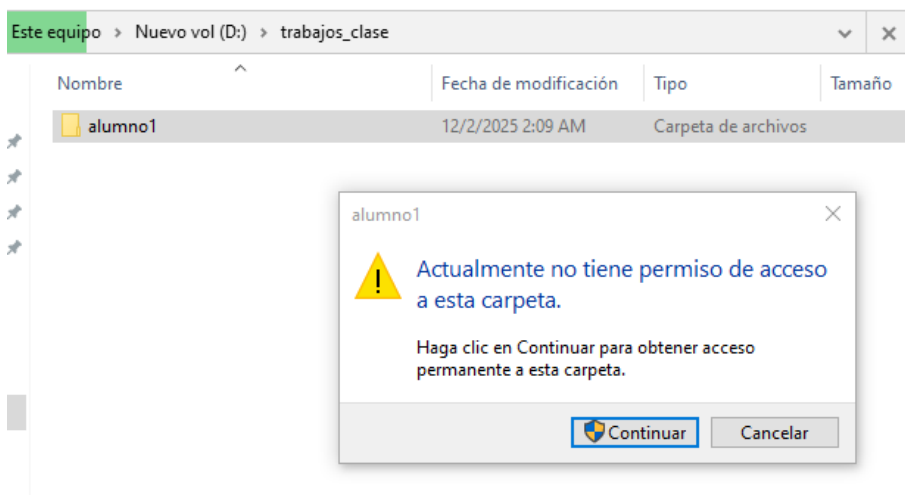 Este equipo > Nuevo vol (D:) > trabajos_clase
Nombre Fecha de modificación Tipo Tamaño
alumno1 12/2/2025 2:09 AM Carpeta de archivos
alumno1
Actualmente no tiene permiso de acceso
a esta carpeta.
Haga clic en Continuar para obtener acceso
permanente a esta carpeta.
Continuar Cancelar